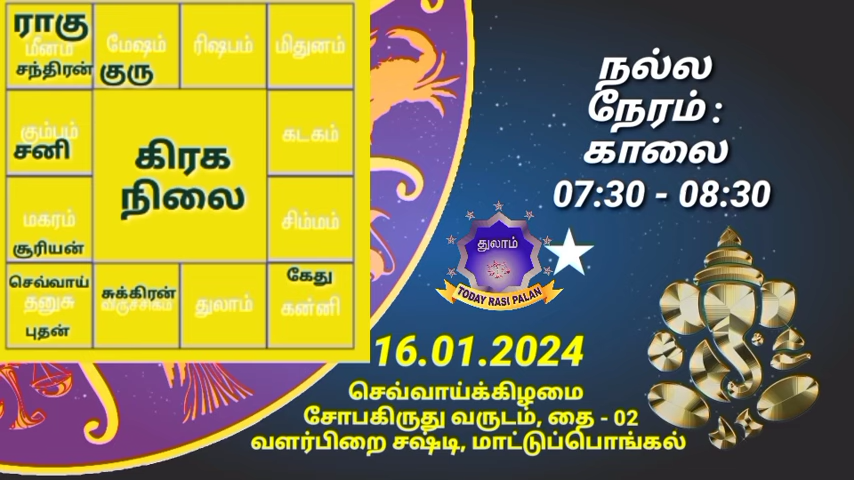 ராகு
மீனம்
மேஷம்
ரிஷபம்
மிதுனம்
சந்திரன்
குரு
கும்பம்
சனி
கடகம்
கிரக
நிலை
மகரம்
சூரியன்
சிம்மம்
செவ்வாய்
தனுசு
புதன்
சுக்கிரன்
விருச்சிகம்
துலாம்
கேது
கன்னி
நல்ல
நேரம் :
காலை
07:30 - 08:30
துலாம்
TODAY RASI PALAN
16.01.2024
செவ்வாய்க்கிழமை
சோபகிருது வருடம், தை - 02
வளர்பிறை சஷ்டி, மாட்டுப்பொங்கல்